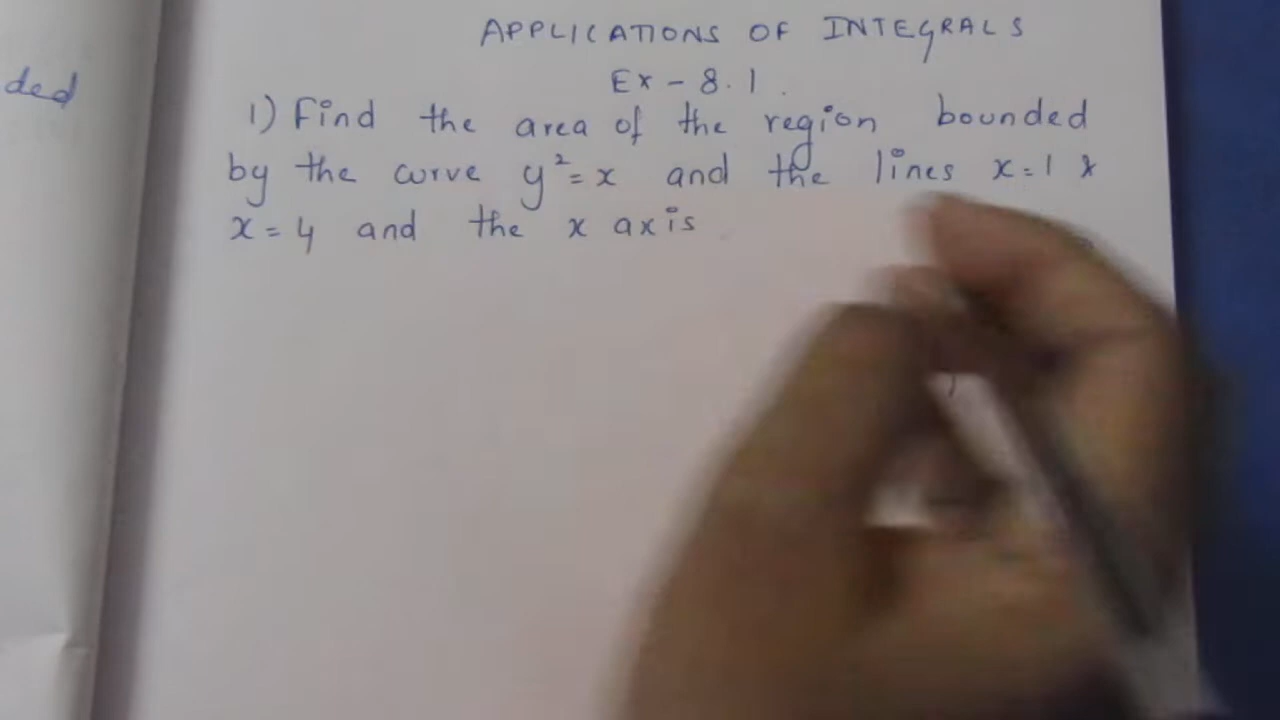 ded
APPLICATIONS OF INTEGRALS
Ex - 8.1.
1) Find the area of the region bounded
by the curve y² = x and the lines x = 1 &
x = 4 and the x axis